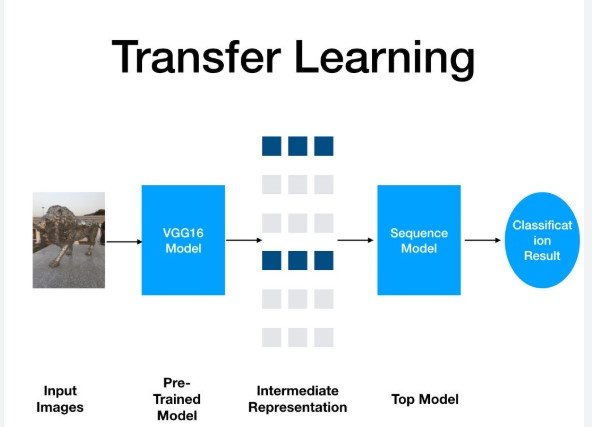 Transfer Learning
VGG16
Model
Sequence
Model
Classificat
ion
Result
Input
Images
Pre-
Trained
Model
Intermediate
Representation
Top Model